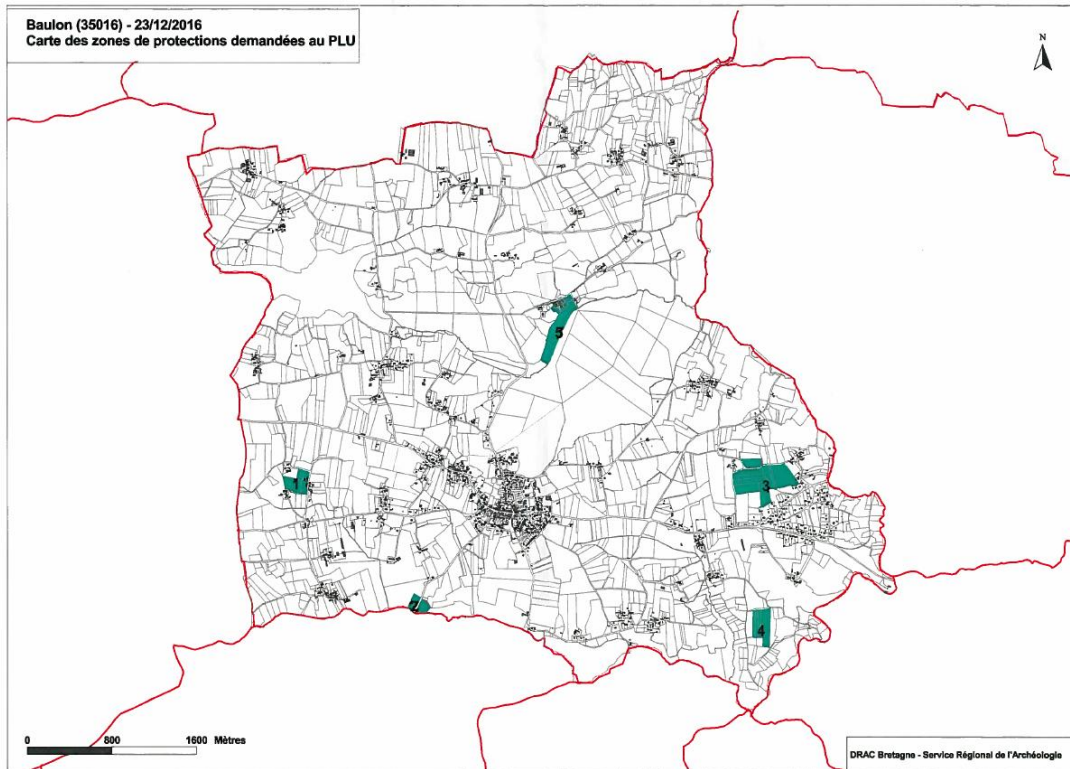 Baulon (35016) - 23/12/2016
Carte des zones de protections demandées au PLU
N
5
1
3
2
4
0 800 1600 Mètres
DRAC Bretagne - Service Régional de l'Archéologie